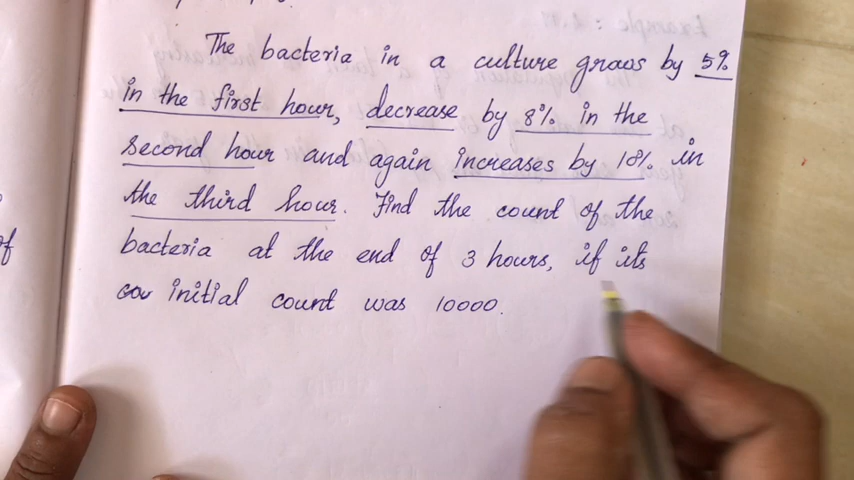 The bacteria in a culture grows by 5%
in the first hour, decrease by 8% in the
second hour and again increases by 10% in
the third hour. Find the count of the
bacteria at the end of 3 hours, if its
cou initial count was 10000.
of